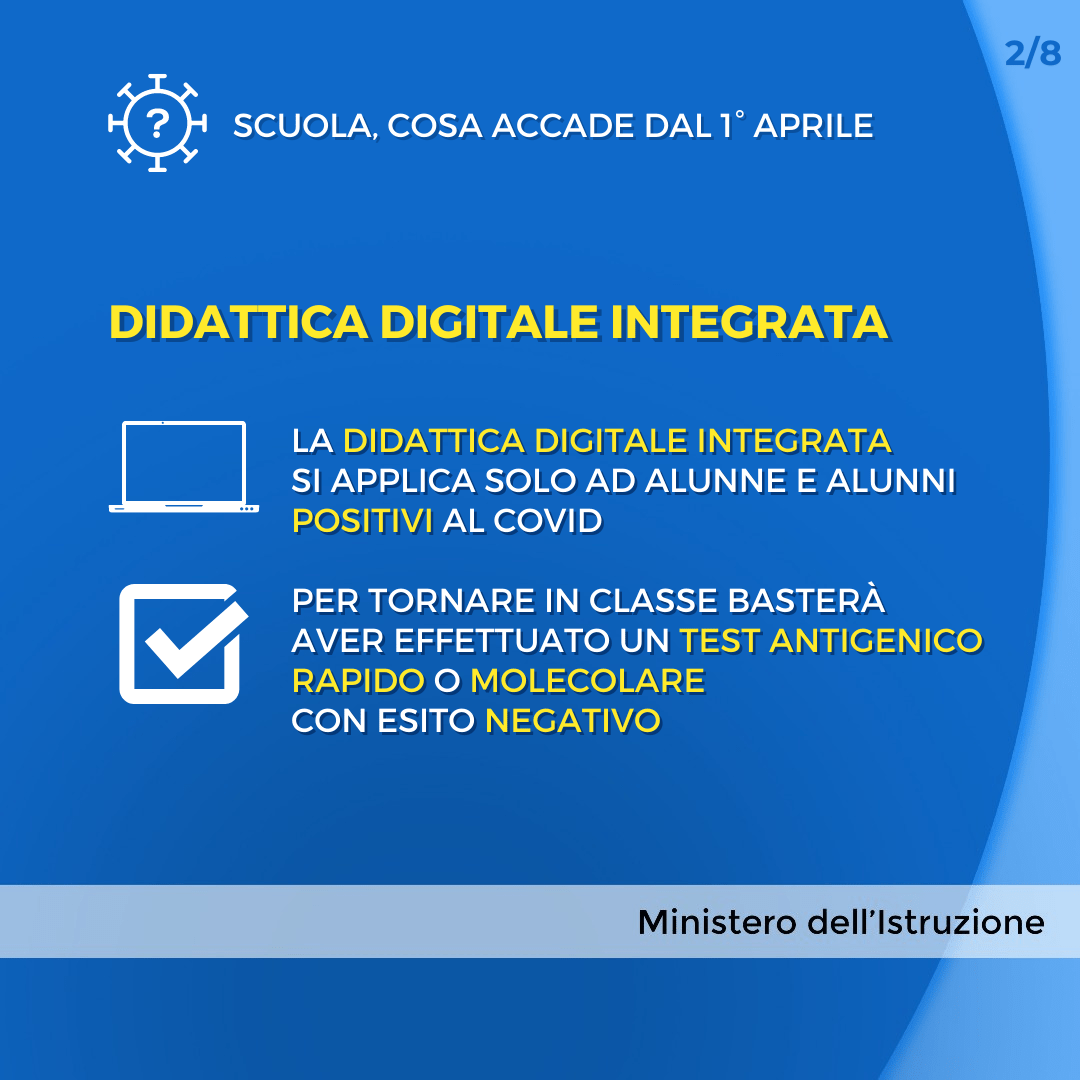 2/8
?
SCUOLA, COSA ACCADE DAL 1° APRILE
DIDATTICA DIGITALE INTEGRATA
LA DIDATTICA DIGITALE INTEGRATA
SI APPLICA SOLO AD ALUNNE E ALUNNI
POSITIVI AL COVID
PER TORNARE IN CLASSE BASTERÀ
AVER EFFETTUATO UN TEST ANTIGENICO
RAPIDO O MOLECOLARE
CON ESITO NEGATIVO
Ministero dell’Istruzione